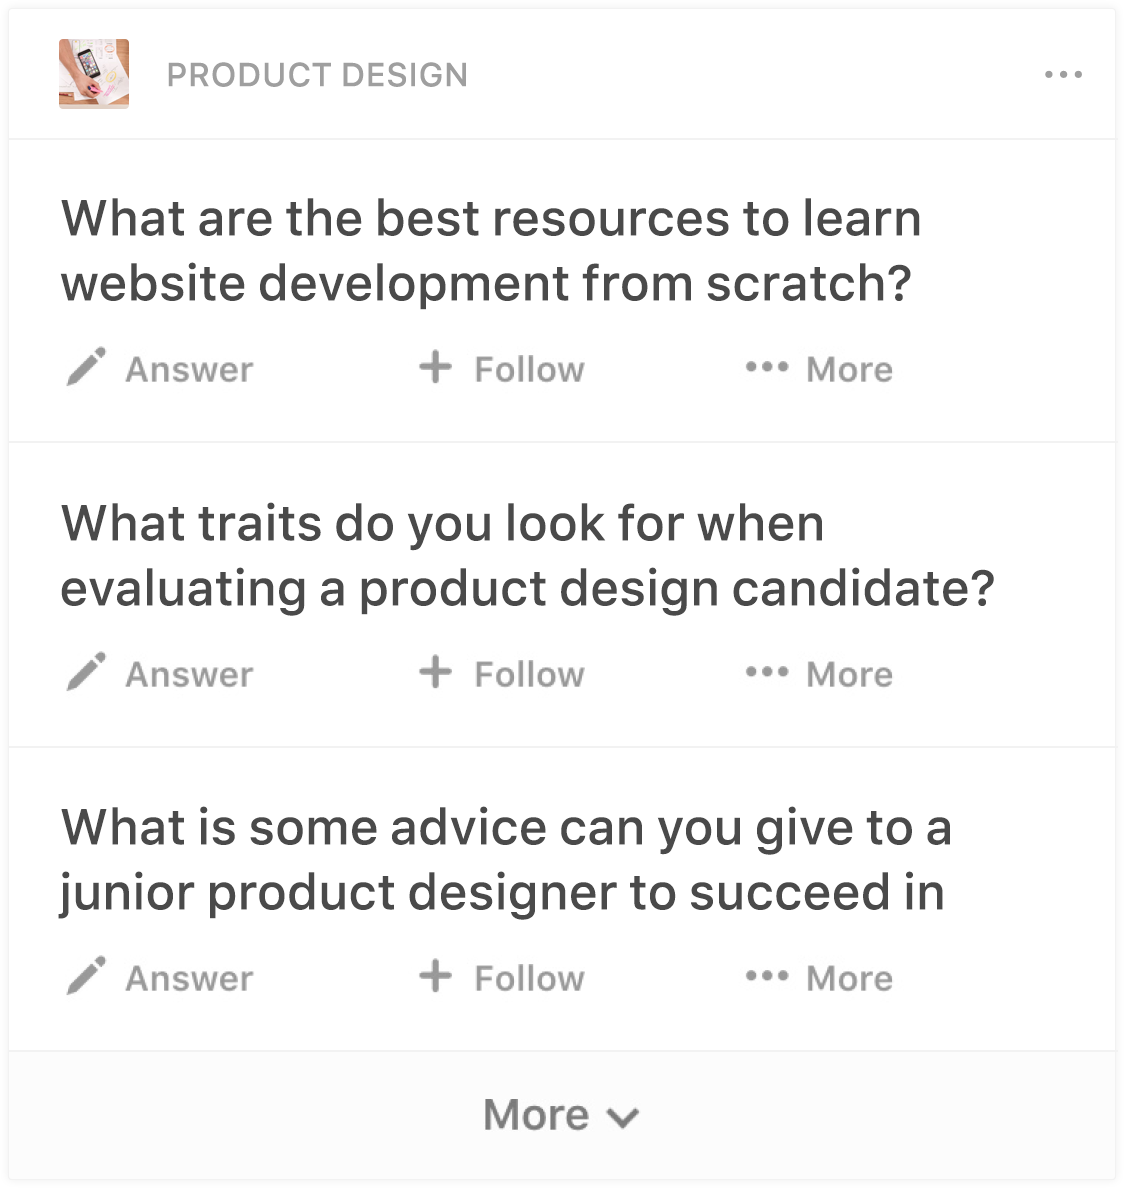 PRODUCT DESIGN
What are the best resources to learn
website development from scratch?
Answer Follow More
What traits do you look for when
evaluating a product design candidate?
Answer Follow More
What is some advice can you give to a
junior product designer to succeed in
Answer Follow More
More